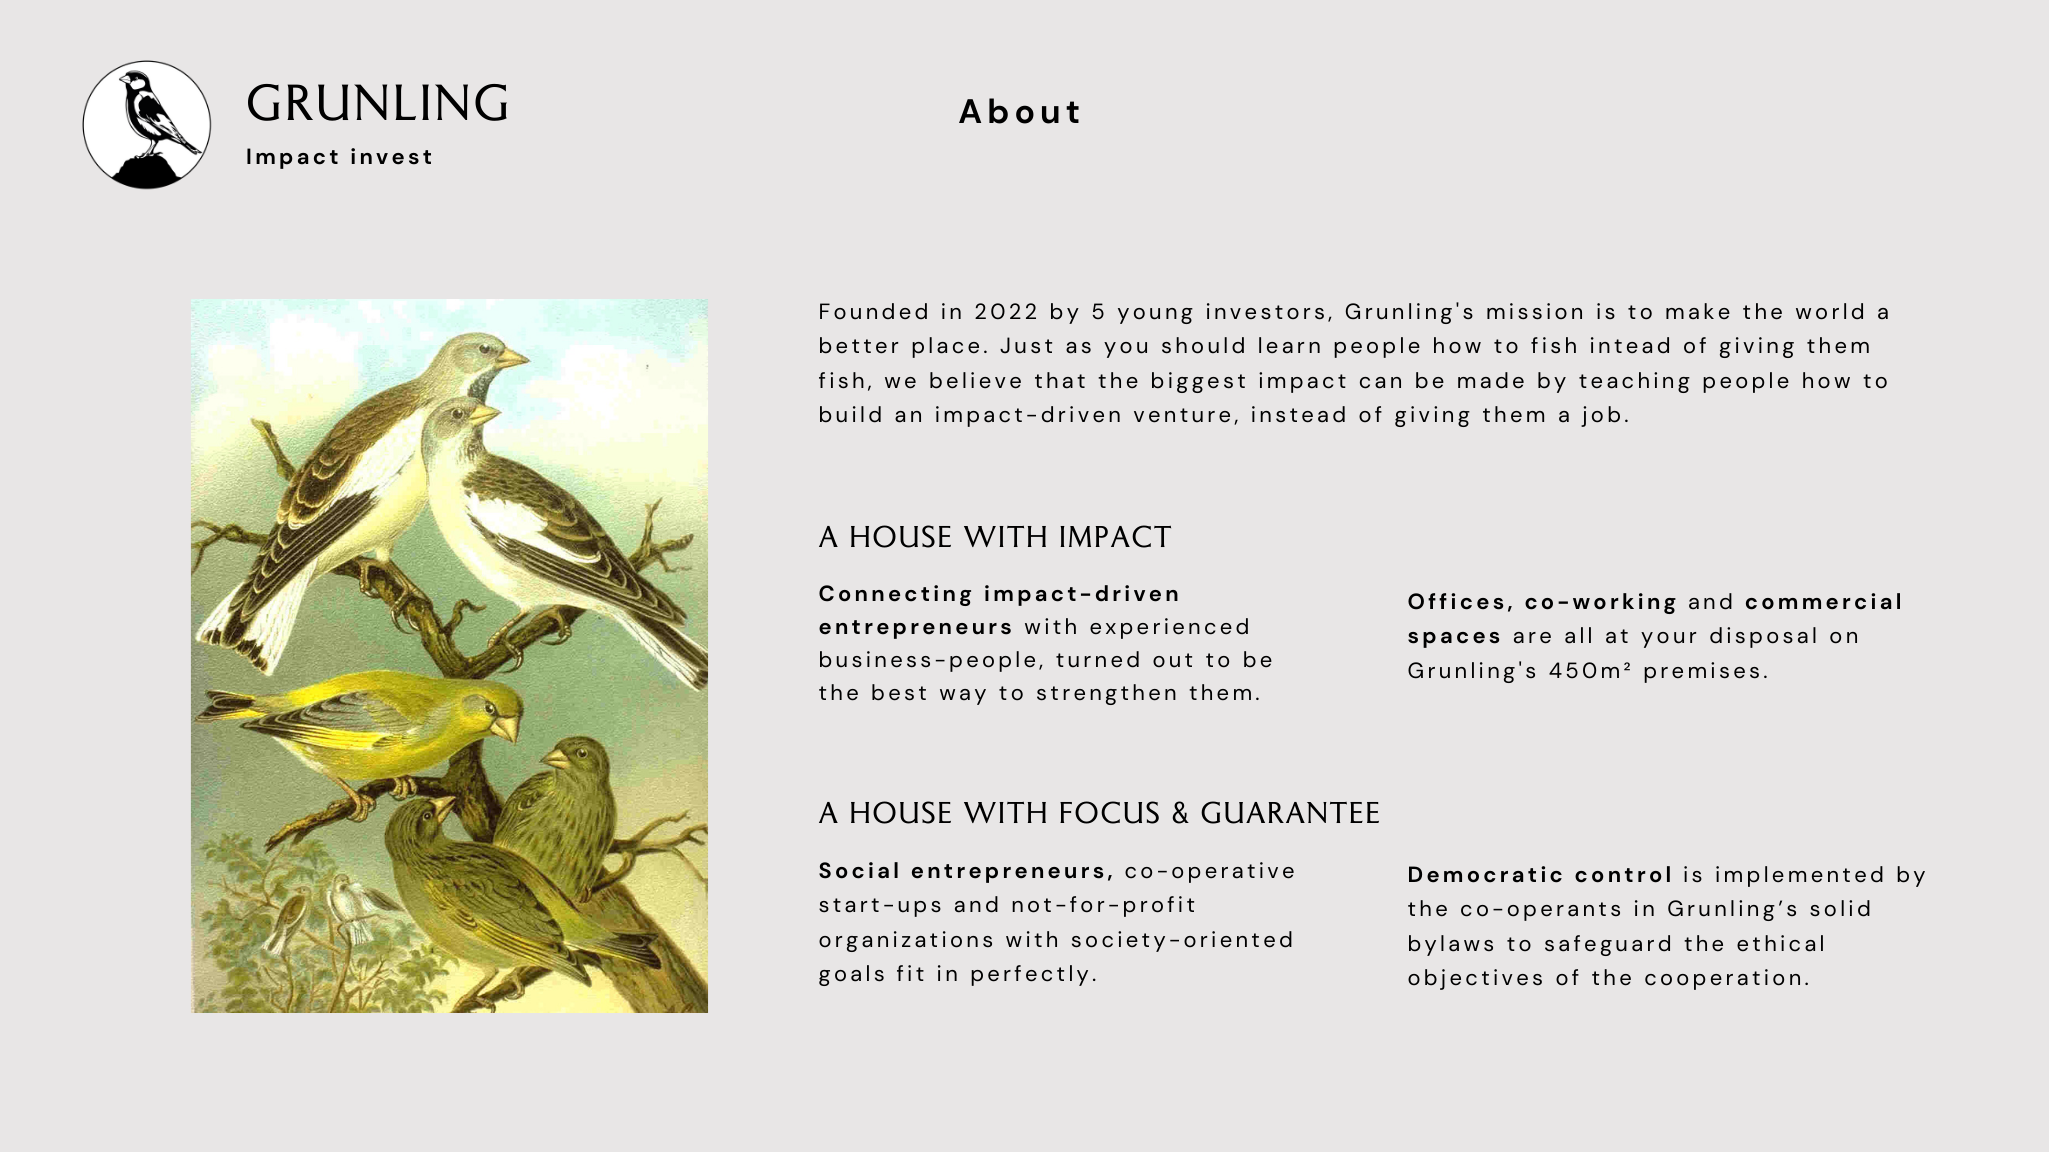 GRUNLING
Impact invest
About
Founded in 2022 by 5 young investors, Grunling's mission is to make the world a
better place. Just as you should learn people how to fish intead of giving them
fish, we believe that the biggest impact can be made by teaching people how to
build an impact-driven venture, instead of giving them a job.
A HOUSE WITH IMPACT
Connecting impact-driven
entrepreneurs with experienced
business-people, turned out to be
the best way to strengthen them.
Offices, co-working and commercial
spaces are all at your disposal on
Grunling's 450m² premises.
A HOUSE WITH FOCUS & GUARANTEE
Social entrepreneurs, co-operative
start-ups and not-for-profit
organizations with society-oriented
goals fit in perfectly.
Democratic control is implemented by
the co-operants in Grunling’s solid
bylaws to safeguard the ethical
objectives of the cooperation.